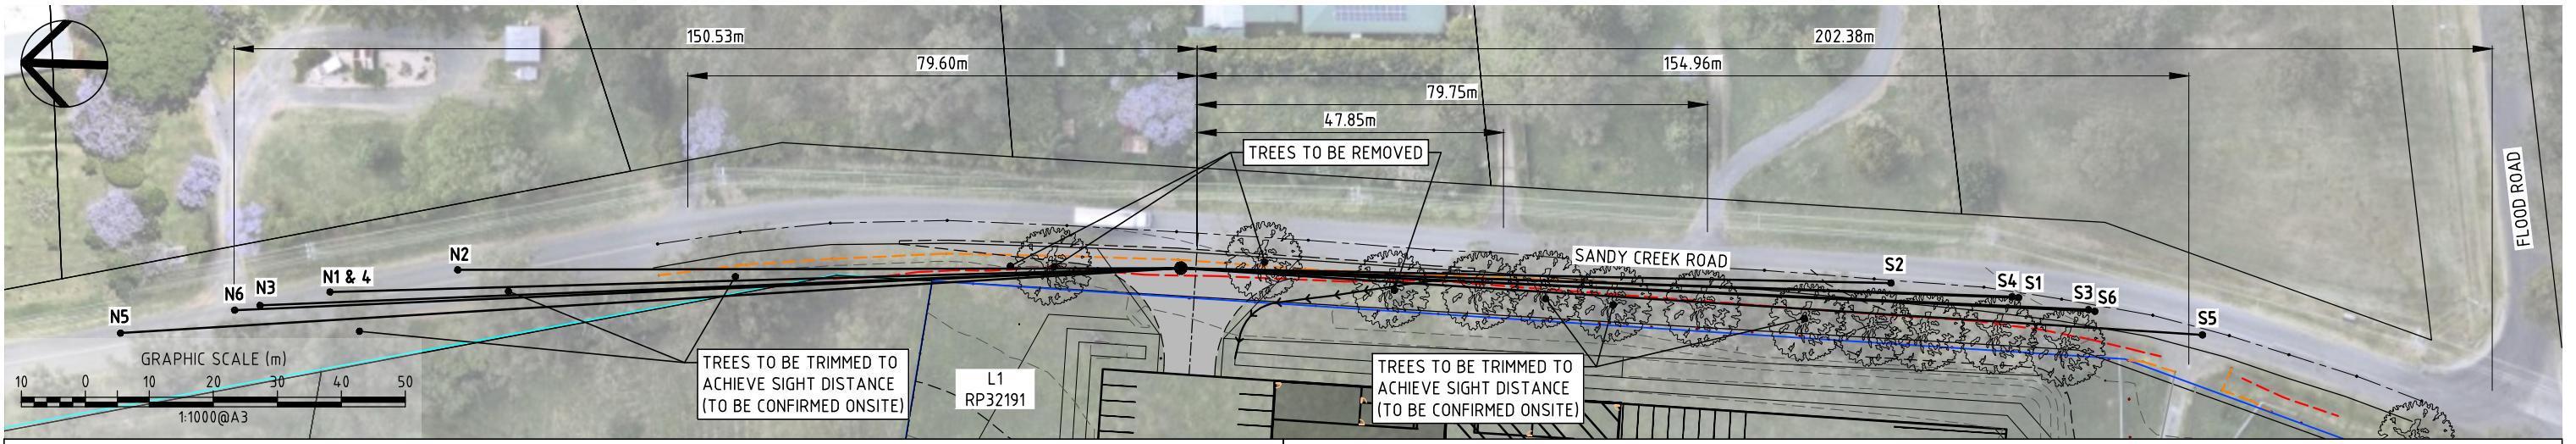 150.53m
202.38m
79.60m
154.96m
79.75m
47.85m
TREES TO BE REMOVED
FLOOD ROAD
SANDY CREEK ROAD
N2
N1 & 4
N3
N6
N5
S2
S4
S1
S3
S6
S5
GRAPHIC SCALE (m)
10 0 10 20 30 40 50
1:1000@A3
TREES TO BE TRIMMED TO
ACHIEVE SIGHT DISTANCE
(TO BE CONFIRMED ONSITE)
L1
RP32191
TREES TO BE TRIMMED TO
ACHIEVE SIGHT DISTANCE
(TO BE CONFIRMED ONSITE)